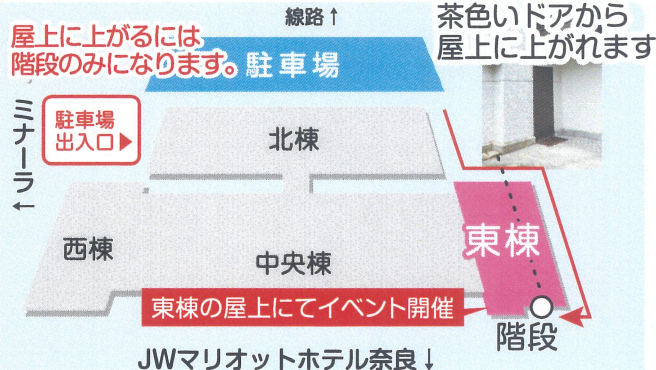 線路↑
茶色いドアから
屋上に上がれます
屋上に上がるには
階段のみになります。
駐車場
ミナーラ←
駐車場
出入口▶
北棟
西棟
中央棟
東棟
東棟の屋上にてイベント開催
階段
JWマリオットホテル奈良↓